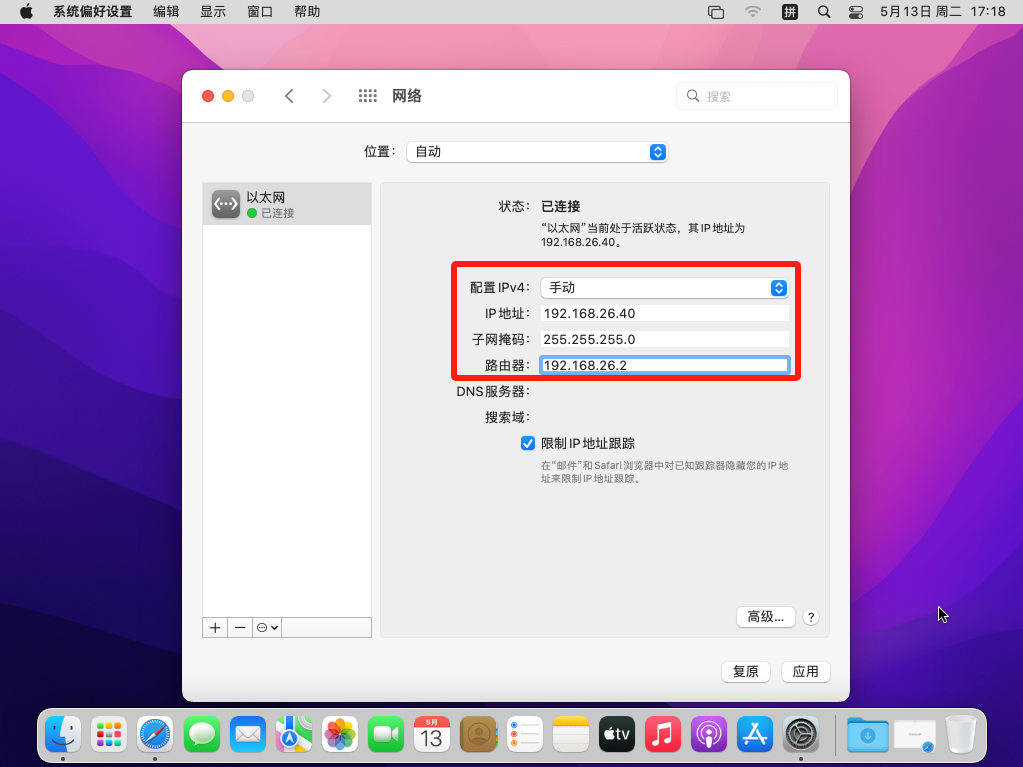 系统偏好设置 编辑 显示 窗口 帮助 拼 5月13日 周二 17:18
网络
搜索
位置： 自动
以太网
已连接
状态： 已连接
“以太网”当前处于活跃状态，其 IP 地址为
192.168.26.40。
配置 IPv4： 手动
IP 地址： 192.168.26.40
子网掩码： 255.255.255.0
路由器： 192.168.26.2
DNS 服务器：
搜索域：
限制 IP 地址跟踪
在“邮件”和 Safari 浏览器中对已知跟踪器隐藏您的 IP 地
址来限制 IP 地址跟踪。
高级... ?
复原 应用
5月
13
tv